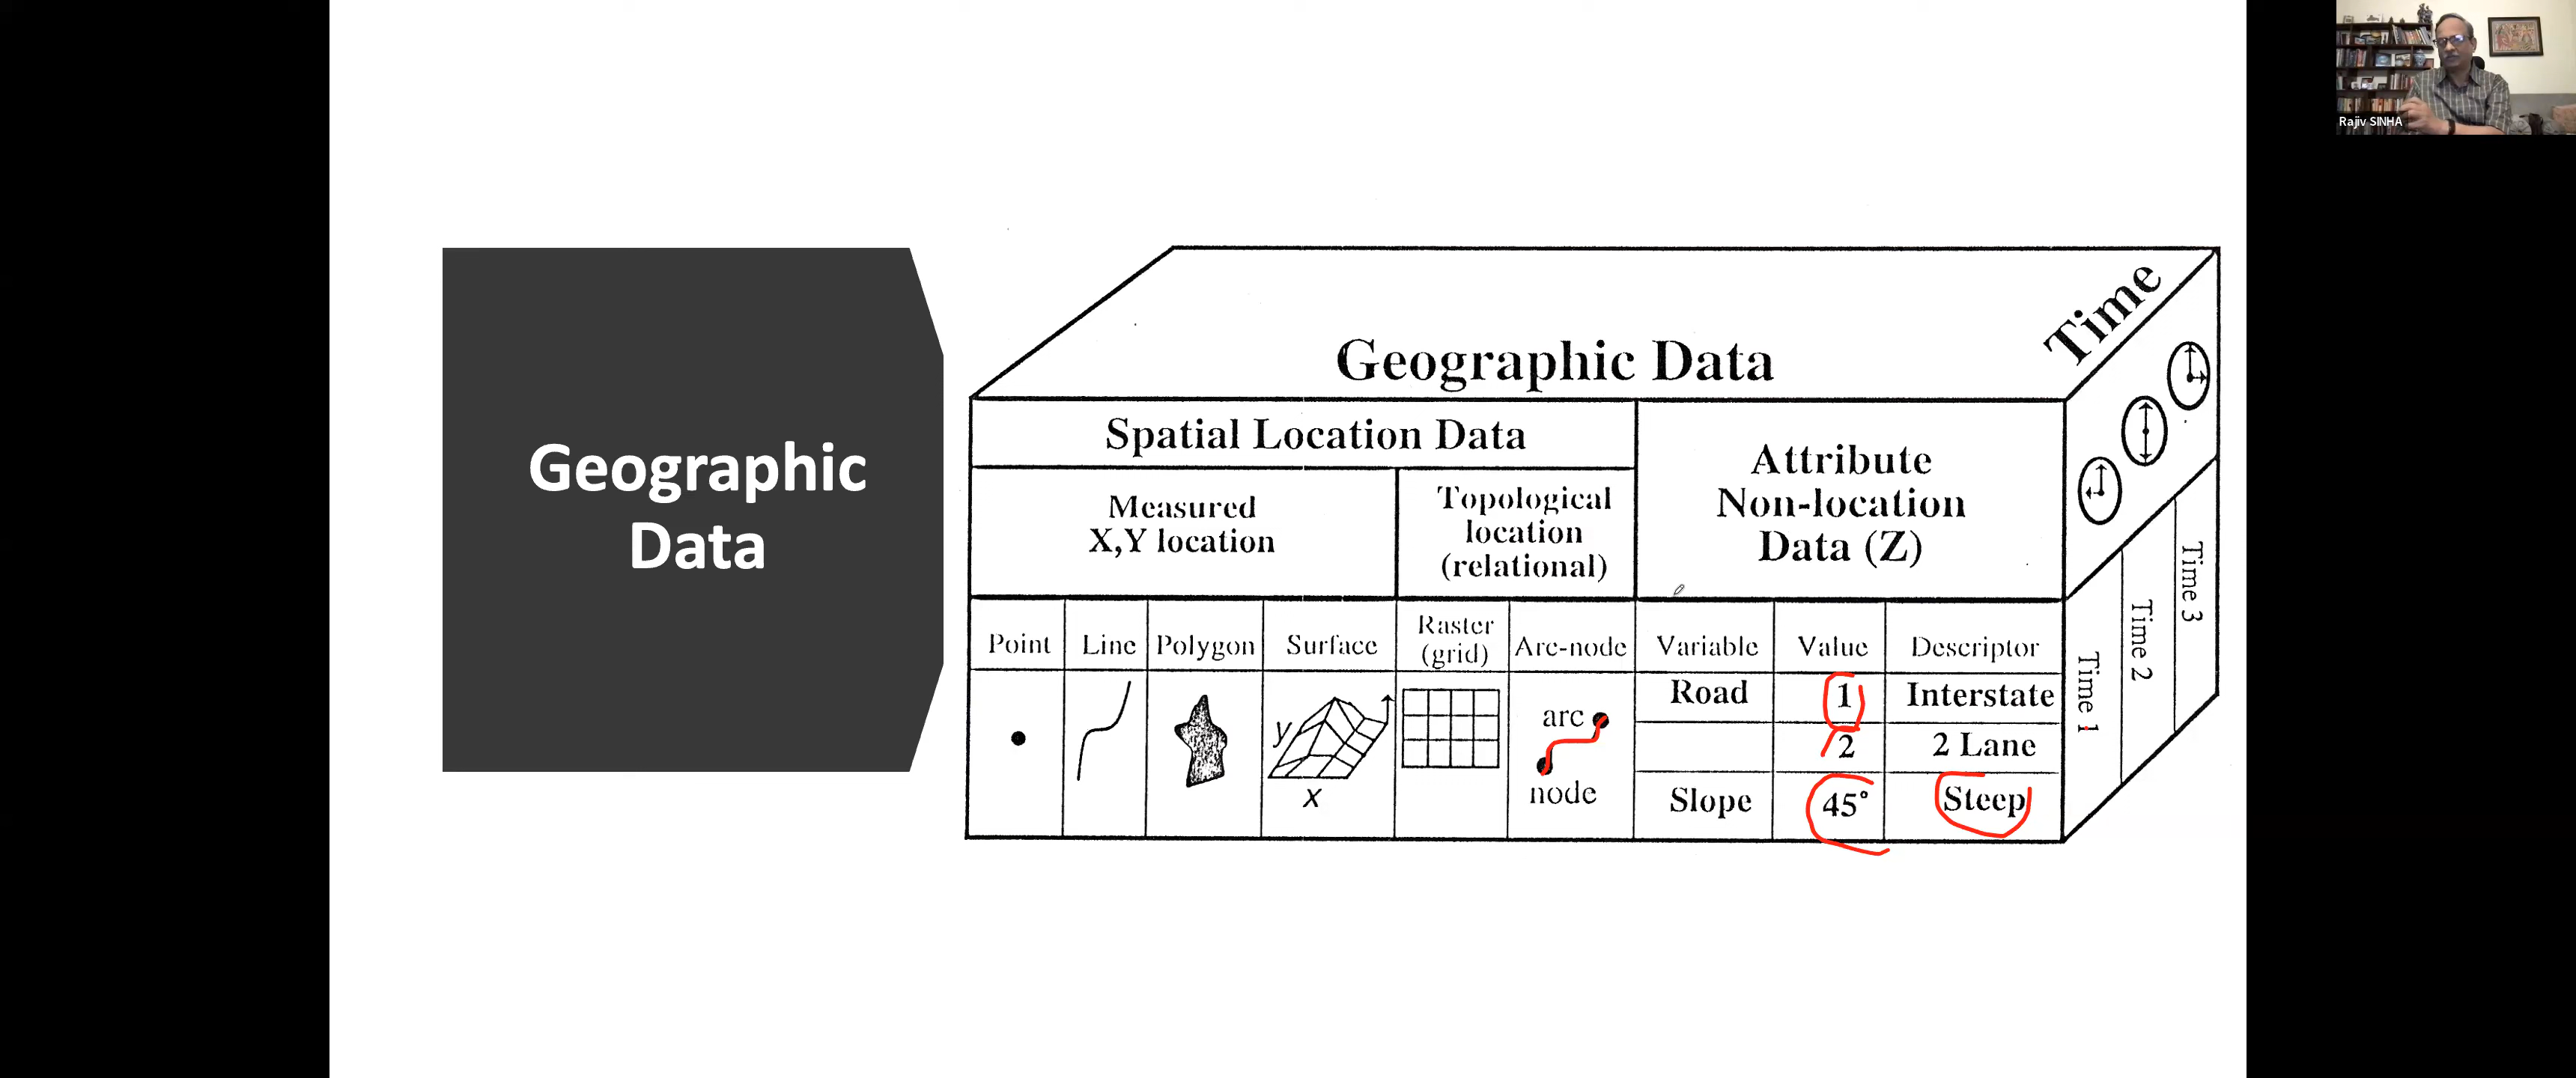 Rajiv SINHA
Geographic
Data
Geographic Data
Time
Spatial Location Data
Attribute
Non-location
Data (Z)
Measured
X,Y location
Topological
location
(relational)
Point
Line
Polygon
Surface
Raster
(grid)
Arc-node
Variable
Value
Descriptor
y
x
arc
node
Road
1
Interstate
2
2 Lane
Slope
45°
Steep
Time 1
Time 2
Time 3